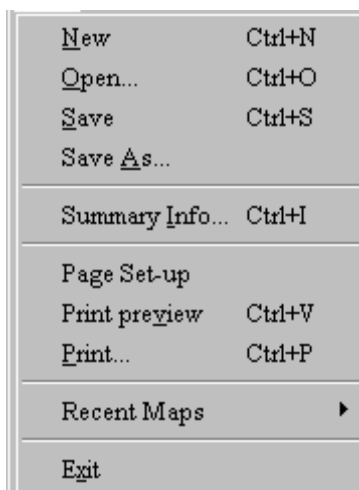 New Ctrl+N
Open... Ctrl+O
Save Ctrl+S
Save As...
Summary Info... Ctrl+I
Page Set-up
Print preview Ctrl+V
Print... Ctrl+P
Recent Maps
Exit